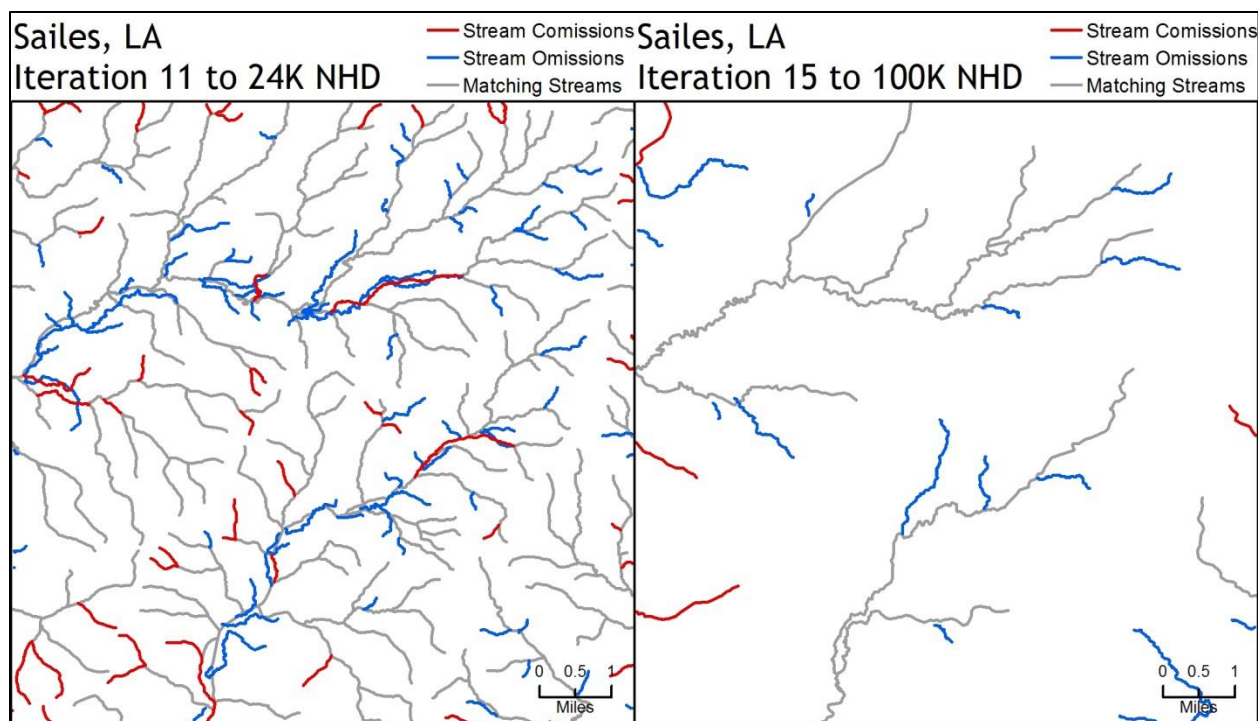 Sailes, LA
Iteration 11 to 24K NHD
Stream Comissions
Stream Omissions
Matching Streams
0 0.5 1
Miles
Sailes, LA
Iteration 15 to 100K NHD
Stream Comissions
Stream Omissions
Matching Streams
0 0.5 1
Miles